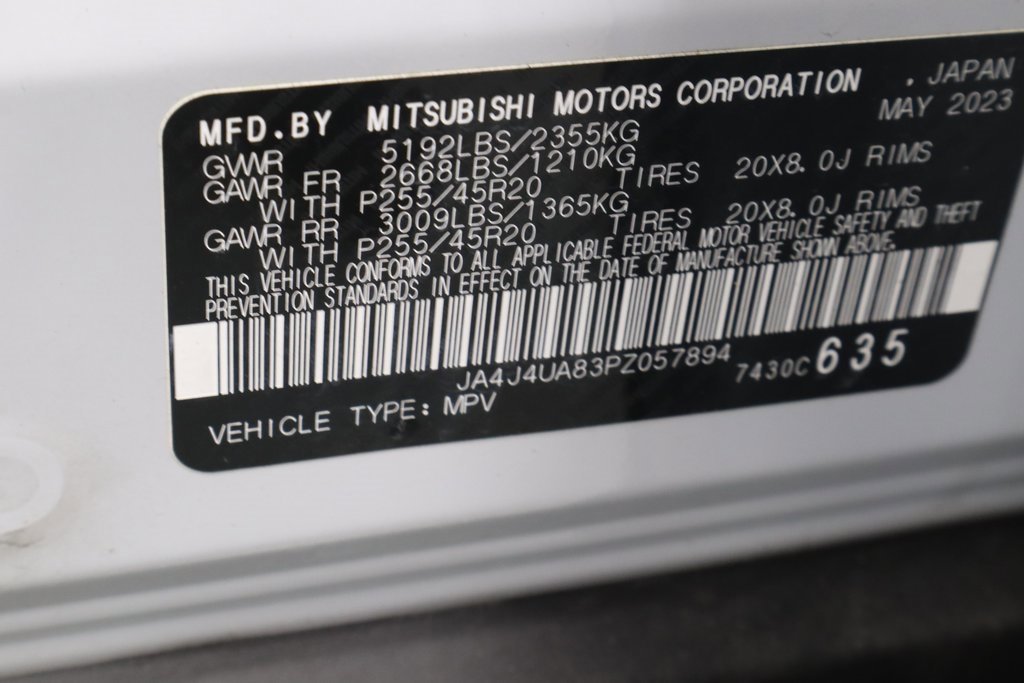 MFD.BY MITSUBISHI MOTORS CORPORATION . JAPAN
MAY 2023
GVWR 5192LBS/2355KG
GAWR FR 2668LBS/1210KG
WITH P255/45R20 TIRES 20X8.0J RIMS
GAWR RR 3009LBS/1365KG
WITH P255/45R20 TIRES 20X8.0J RIMS
THIS VEHICLE CONFORMS TO ALL APPLICABLE FEDERAL MOTOR VEHICLE SAFETY AND THEFT
PREVENTION STANDARDS IN EFFECT ON THE DATE OF MANUFACTURE SHOWN ABOVE.
JA4J4UA83PZ057894 7430C 635
VEHICLE TYPE: MPV